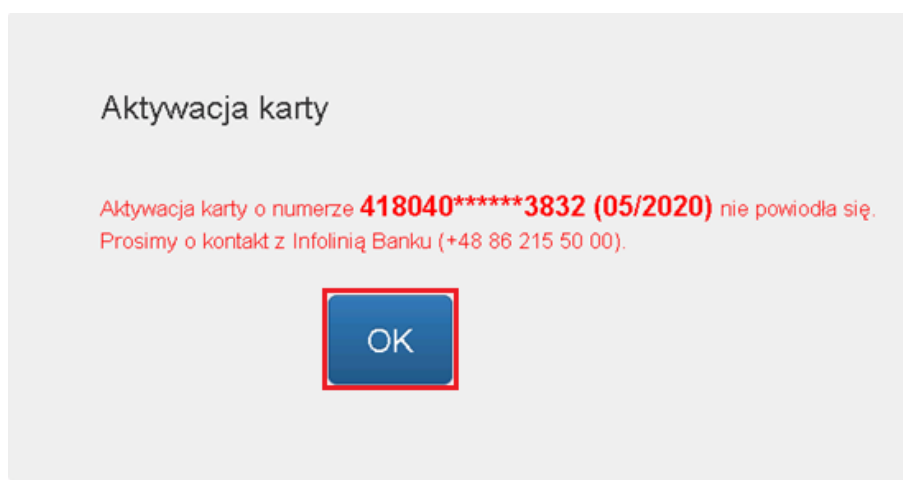 Aktywacja karty
Aktywacja karty o numerze 418040******3832 (05/2020) nie powiodła się.
Prosimy o kontakt z Infolinią Banku (+48 86 215 50 00).
OK